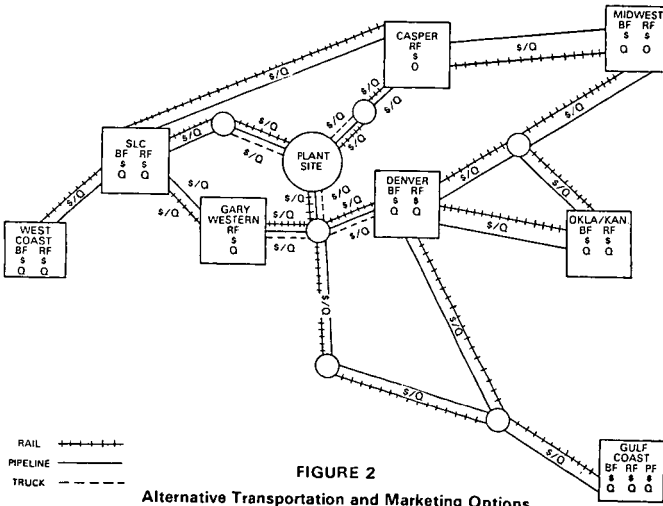 MIDWEST
BF RF
$ $
Q Q
CASPER
RF
$
Q
S/Q
S/Q
S/Q
S/Q
S/Q
S/Q
S/Q
S/Q
S/Q
S/Q
SLC
BF RF
$ $
Q Q
PLANT
SITE
DENVER
BF RF
$ $
Q Q
S/Q
S/Q
S/Q
S/Q
S/Q
S/Q
S/Q
GARY
WESTERN
RF
$
Q
S/Q
S/Q
S/Q
S/Q
WEST
COAST
BF RF
$ $
Q Q
OKLA/KAN.
BF RF
$ $
Q Q
S/Q
S/Q
S/Q
S/Q
GULF
COAST
BF RF PF
$ $ $
Q Q Q
RAIL
PIPELINE
TRUCK
FIGURE 2
Alternative Transportation and Marketing Options